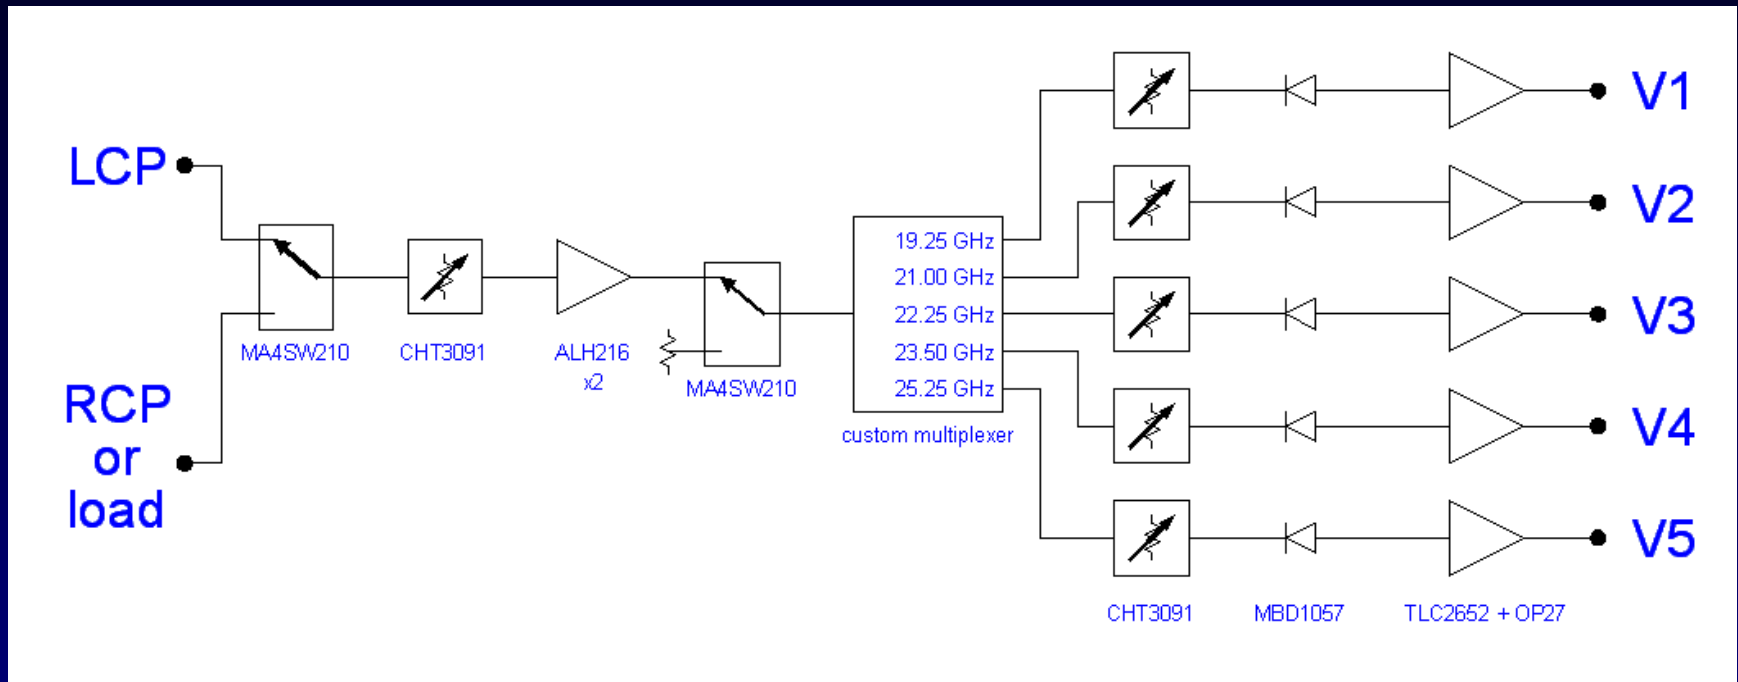 LCP
RCP
or
load
MA4SW210
CHT3091
ALH216
x2
MA4SW210
19.25 GHz
21.00 GHz
22.25 GHz
23.50 GHz
25.25 GHz
custom multiplexer
V1
V2
V3
V4
V5
CHT3091
MBD1057
TLC2652 + OP27